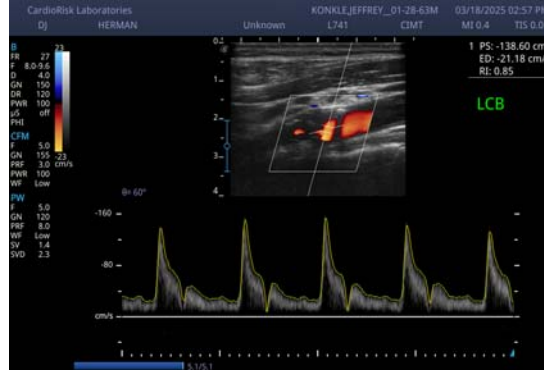 CardioRisk Laboratories KONKLE,JEFFREY__01-28-63M 03/18/2025 02:57 PM
DJ HERMAN Unknown L741 CIMT MI 0.4 TIS 0.0
B
FR 27
F 8.0-9.6
D 4.0
GN 150
DR 120
PWR 100
µS off
PHI
CFM
F 5.0
GN 155
PRF 3.0
PWR 100
WF Low
PW
F 5.0
GN 120
PRF 8.0
WF Low
SV 1.4
SVD 2.3
23
-23
cm/s
0
1
2
3
4
1 PS: -138.60 cm/
ED: -21.18 cm/
RI: 0.85
LCB
θ= 60°
-160
-80
cm/s
5.1/5.1